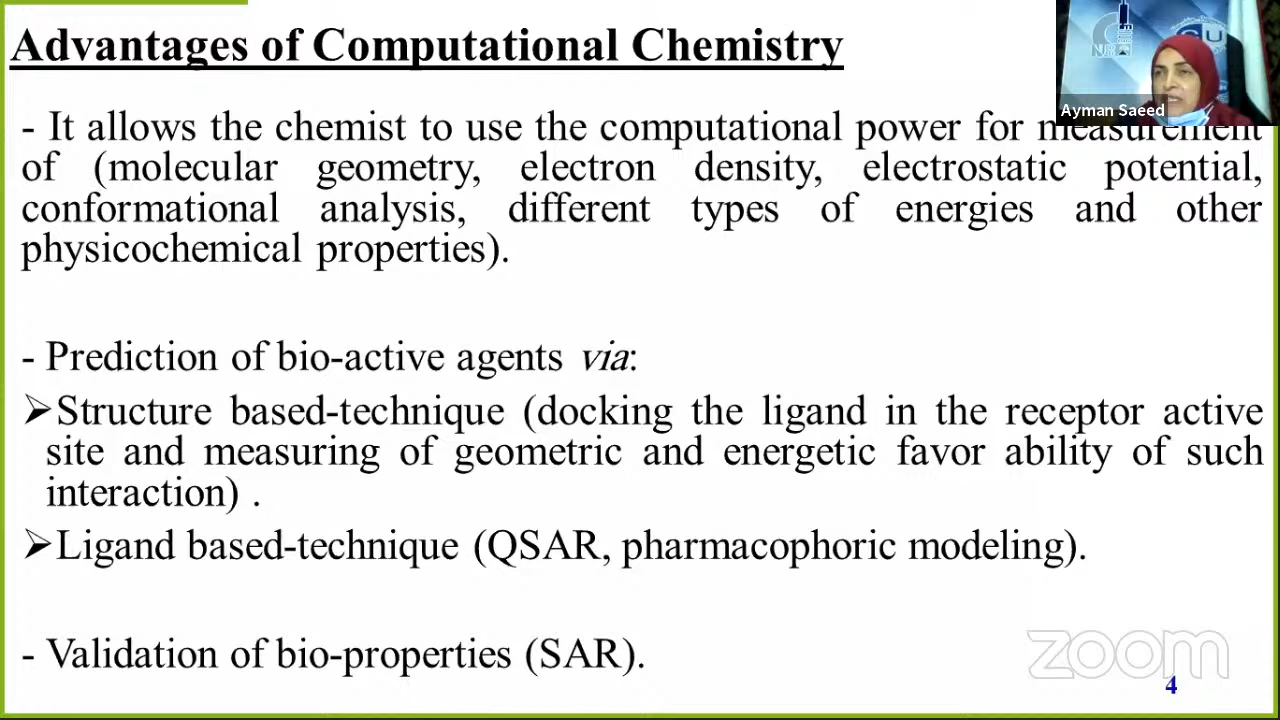 Advantages of Computational Chemistry
Ayman Saeed
- It allows the chemist to use the computational power for measurement
of (molecular geometry, electron density, electrostatic potential,
conformational analysis, different types of energies and other
physicochemical properties).
- Prediction of bio-active agents via:
➢Structure based-technique (docking the ligand in the receptor active
site and measuring of geometric and energetic favor ability of such
interaction) .
➢Ligand based-technique (QSAR, pharmacophoric modeling).
- Validation of bio-properties (SAR).
zoom
4